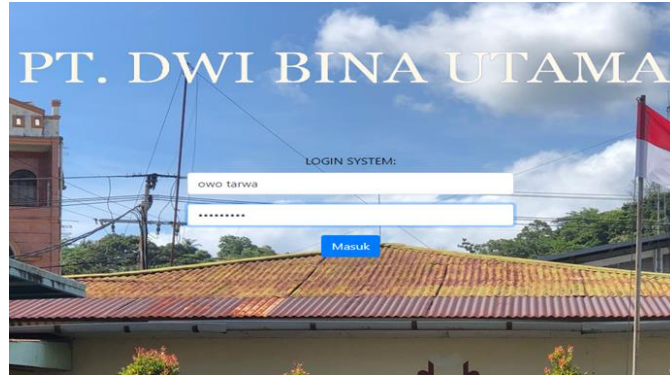 PT. DWI BINA UTAMA
LOGIN SYSTEM:
owo tarwa
•••••••••
Masuk